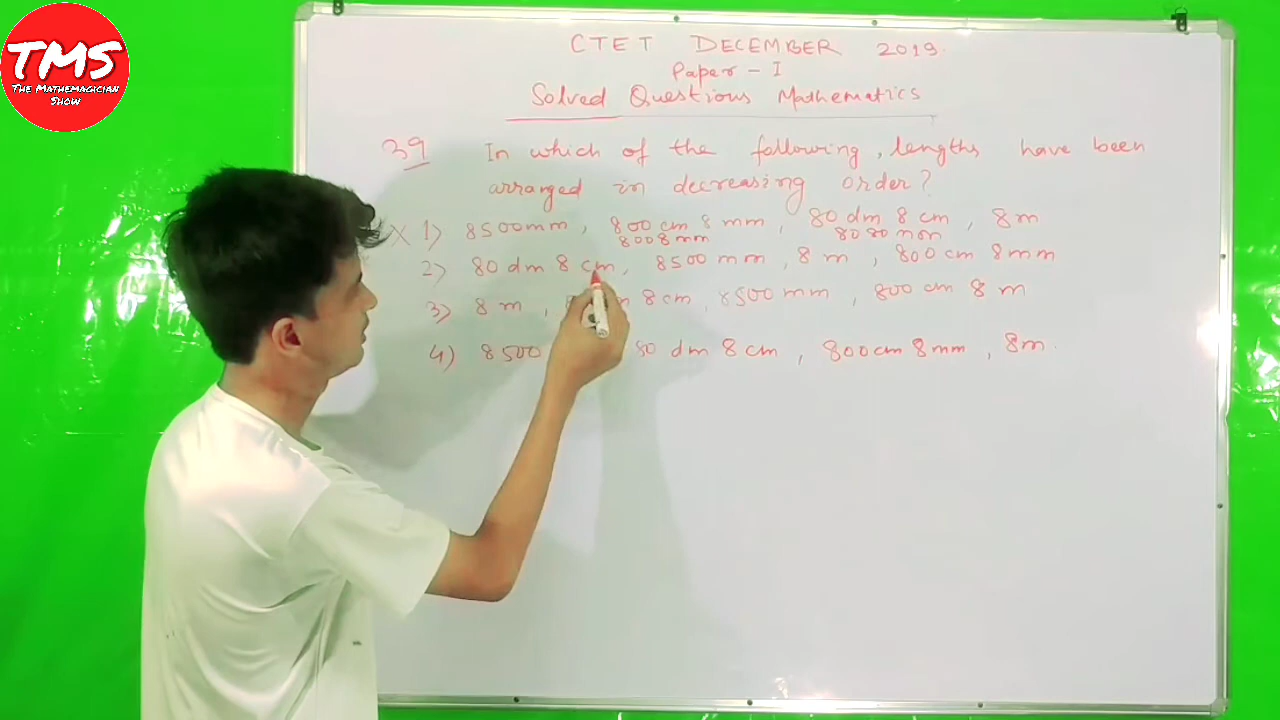 TMS
THE MATHEMAGICIAN
SHOW
CTET DECEMBER 2019.
Paper - I
Solved Questions Mathematics
39 In which of the following, lengths have been
arranged in decreasing order?
X 1) 8500mm, 800 cm 8 mm, 80 dm 8 cm, 8m
8008mm 8080 mm
2) 80 dm 8 cm, 8500 mm, 8 m, 800 cm 8mm
3) 8 m, 8cm, 8500 mm, 800 cm 8 m
4) 8500 80 dm 8 cm, 800cm 8mm, 8m.